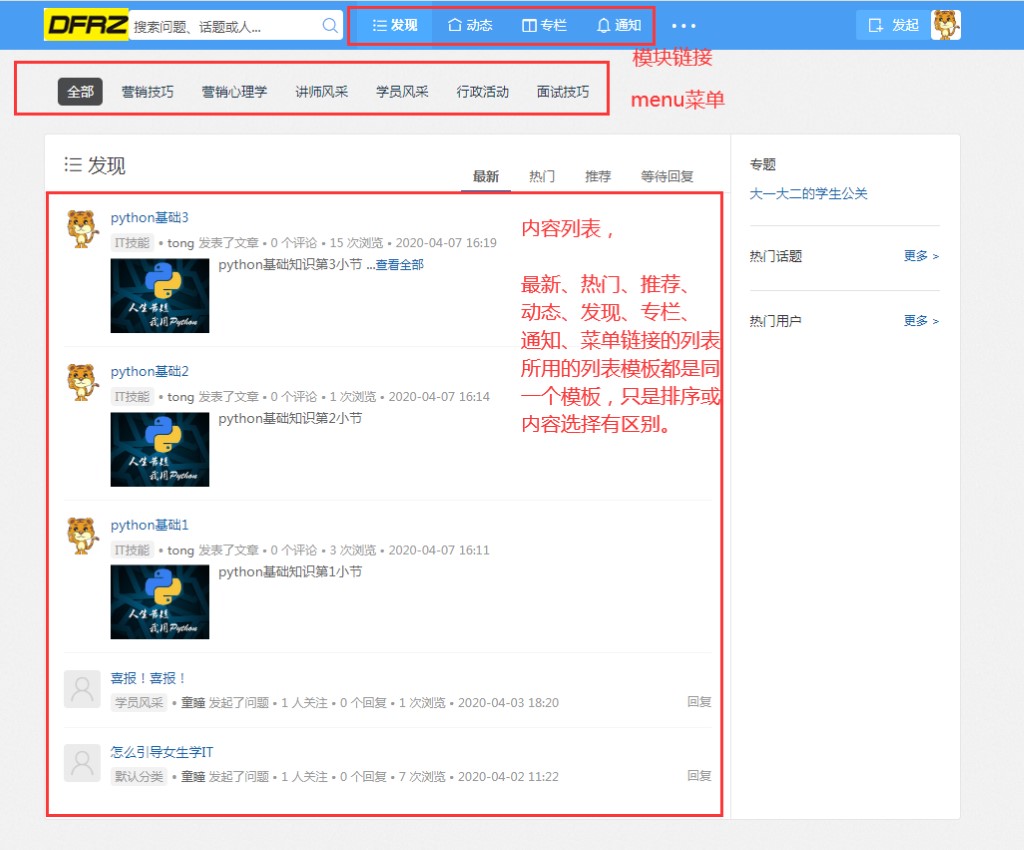 DFRZ 搜索问题、话题或人... 发现 动态 专栏 通知 ••• 发起
模块链接
全部 营销技巧 营销心理学 讲师风采 学员风采 行政活动 面试技巧
menu菜单
发现
最新 热门 推荐 等待回复
python基础3
IT技能 • tong 发表了文章 • 0 个评论 • 15 次浏览 • 2020-04-07 16:19
python基础知识第3小节 ...查看全部
人生苦短
我用Python
内容列表，
最新、热门、推荐、
动态、发现、专栏、
通知、菜单链接的列表
所用的列表模板都是同
一个模板，只是排序或
内容选择有区别。
python基础2
IT技能 • tong 发表了文章 • 0 个评论 • 1 次浏览 • 2020-04-07 16:14
python基础知识第2小节
人生苦短
我用Python
python基础1
IT技能 • tong 发表了文章 • 0 个评论 • 3 次浏览 • 2020-04-07 16:11
python基础知识第1小节
人生苦短
我用Python
喜报！喜报！
学员风采 • 童瞳 发起了问题 • 1 人关注 • 0 个回复 • 1 次浏览 • 2020-04-03 18:20 回复
怎么引导女生学IT
默认分类 • 童瞳 发起了问题 • 1 人关注 • 0 个回复 • 7 次浏览 • 2020-04-02 11:22 回复
专题
大一大二的学生公关
热门话题 更多 >
热门用户 更多 >